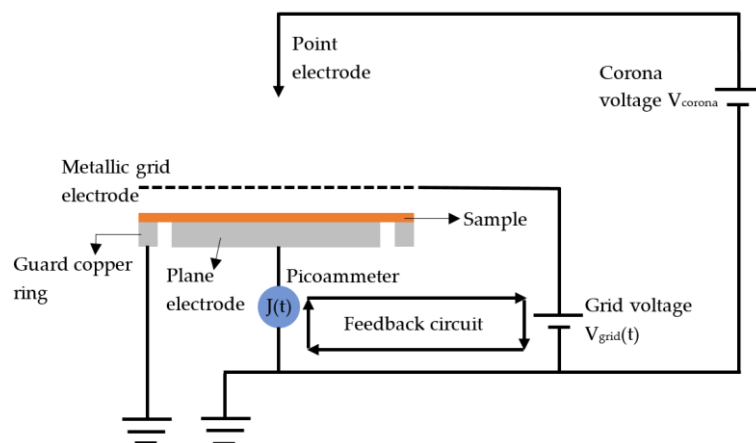 Point
electrode
Corona
voltage Vcorona
Metallic grid
electrode
Sample
Guard copper
ring
Plane
electrode
Picoammeter
J(t)
Feedback circuit
Grid voltage
Vgrid(t)